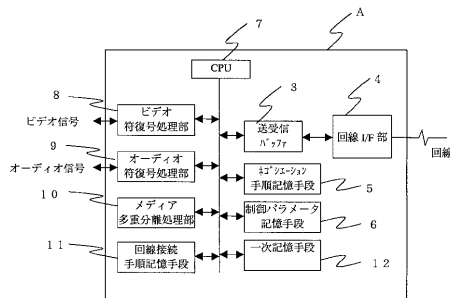 7
A
CPU
8
3
4
ビデオ
符復号処理部
ビデオ信号
送受信
バッファ
回線 I/F 部
回線
9
オーディオ
符復号処理部
オーディオ信号
ネゴシエーション
手順記憶手段
5
10
メディア
多重分離処理部
制御パラメータ
記憶手段
6
11
回線接続
手順記憶手段
一次記憶手段
12